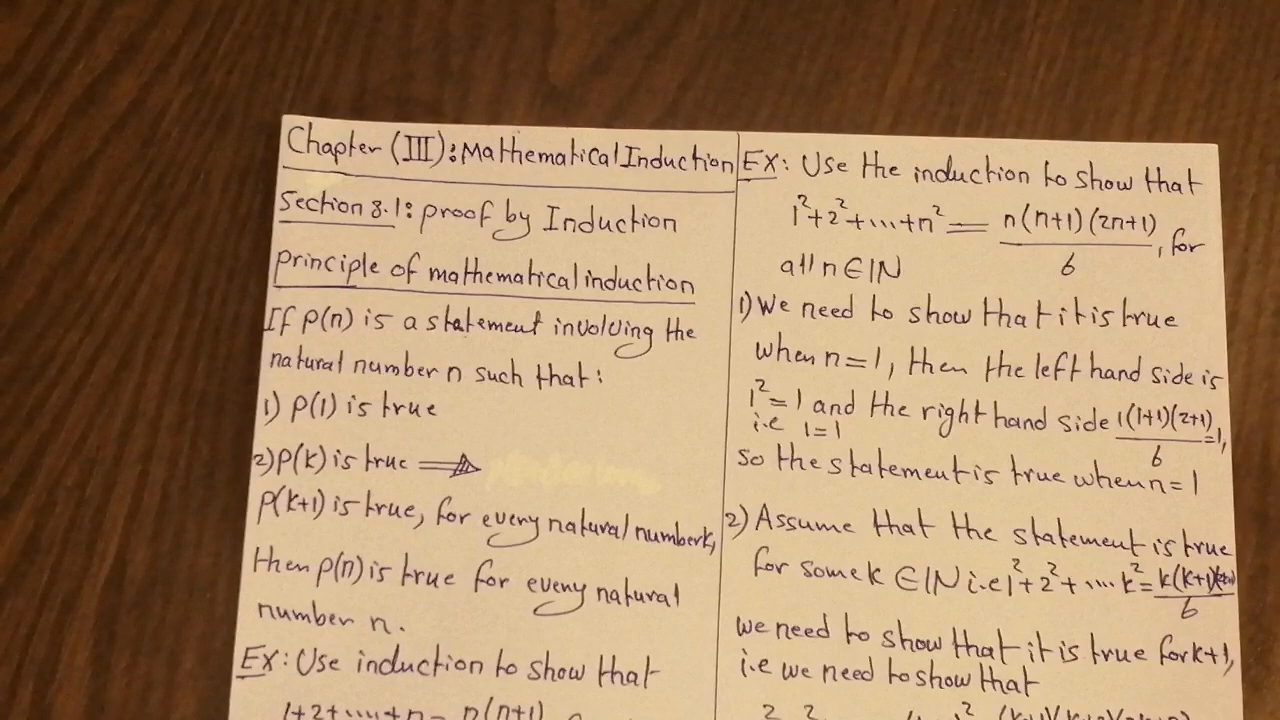 Chapter (III): Mathematical Induction
Section 3.1: proof by Induction
principle of mathematical induction
If P(n) is a statement involving the
natural number n such that:
1) P(1) is true
2) P(k) is true ⟹
P(k+1) is true, for every natural number k,
then p(n) is true for every natural
number n.
EX: Use induction to show that
1+2+....+n = n(n+1)
EX: Use the induction to show that
1²+2²+...+n² = n(n+1)(2n+1)/6, for
all n ∈ IN
1) We need to show that it is true
when n=1, then the left hand side is
1²=1 and the right hand side 1(1+1)(2+1)/6 =1,
i.e 1=1
so the statement is true when n=1
2) Assume that the statement is true
for some k ∈ IN i.e 1²+2²+....k² = k(k+1)/6
we need to show that it is true for k+1,
i.e we need to show that